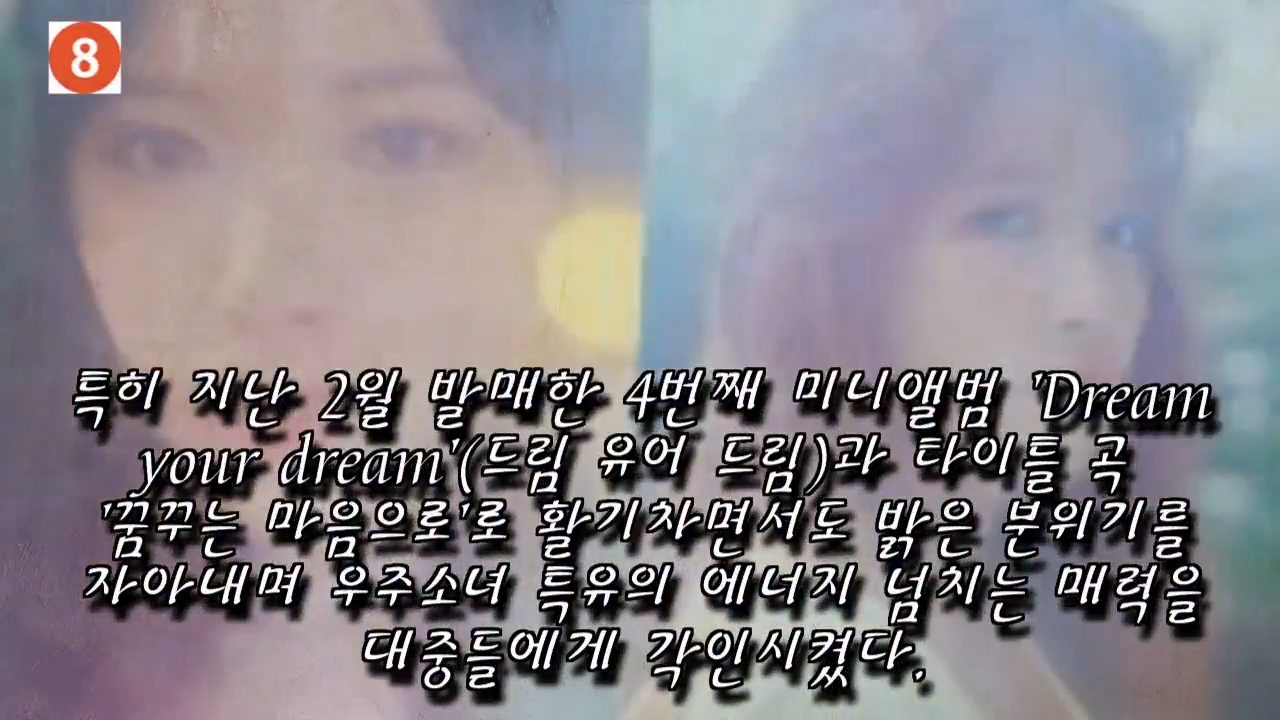 8
특히 지난 2월 발매한 4번째 미니앨범 'Dream
your dream'(드림 유어 드림)과 타이틀 곡
'꿈꾸는 마음으로'로 활기차면서도 밝은 분위기를
자아내며 우주소녀 특유의 에너지 넘치는 매력을
대중들에게 각인시켰다.